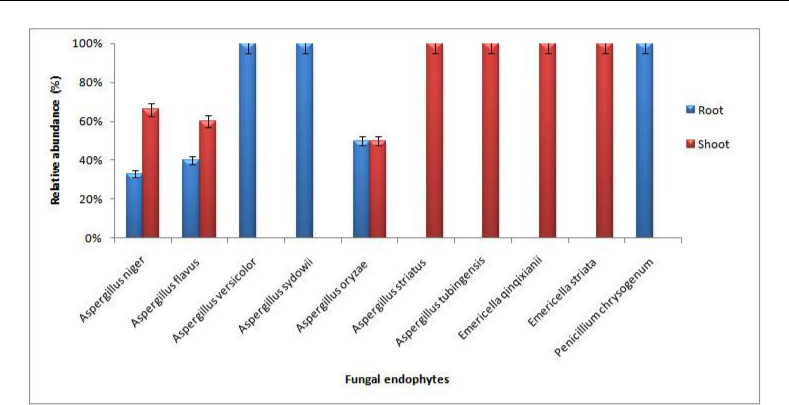 100%
80%
60%
40%
20%
0%
Relative abundance (%)
Root
Shoot
Aspergillus niger
Aspergillus flavus
Aspergillus versicolor
Aspergillus sydowii
Aspergillus oryzae
Aspergillus striatus
Aspergillus tubingensis
Emericella qinqixianii
Emericella striata
Penicillium chrysogenum
Fungal endophytes